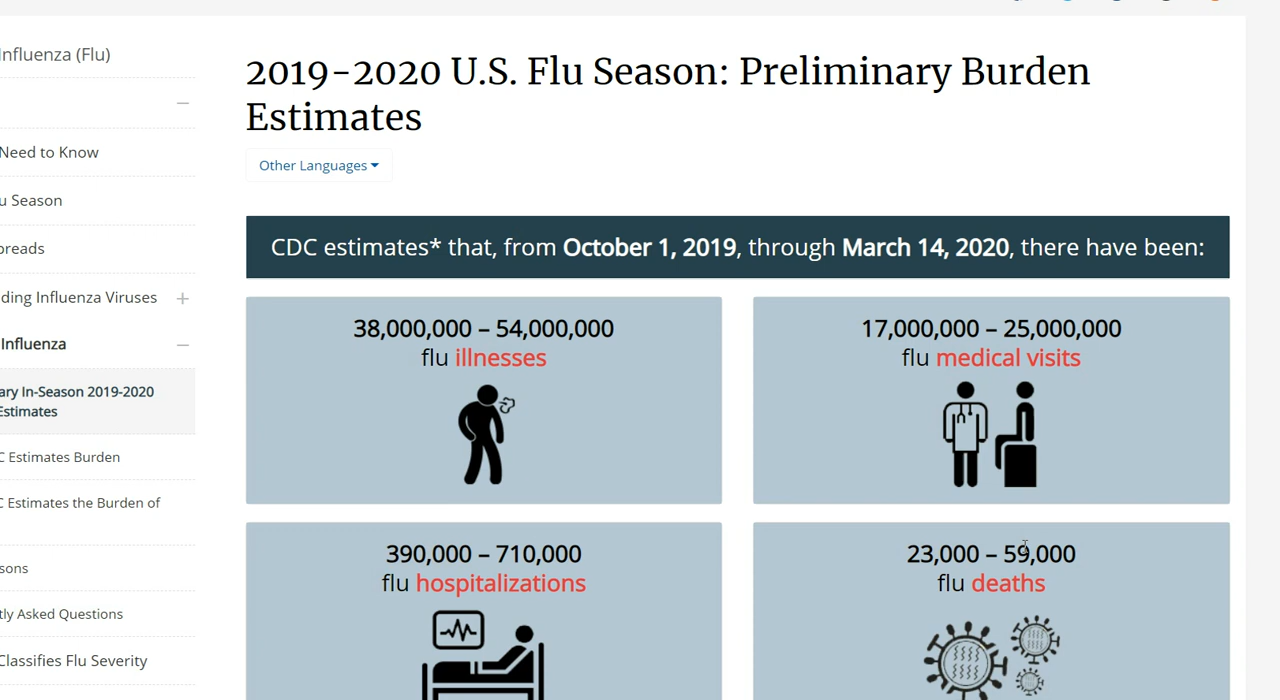 Influenza (Flu)
Need to Know
u Season
preads
ding Influenza Viruses
Influenza
ary In-Season 2019-2020
Estimates
C Estimates Burden
C Estimates the Burden of
sons
tly Asked Questions
Classifies Flu Severity
2019-2020 U.S. Flu Season: Preliminary Burden
Estimates
Other Languages
CDC estimates* that, from October 1, 2019, through March 14, 2020, there have been:
38,000,000 – 54,000,000
flu illnesses
17,000,000 – 25,000,000
flu medical visits
390,000 – 710,000
flu hospitalizations
23,000 – 59,000
flu deaths